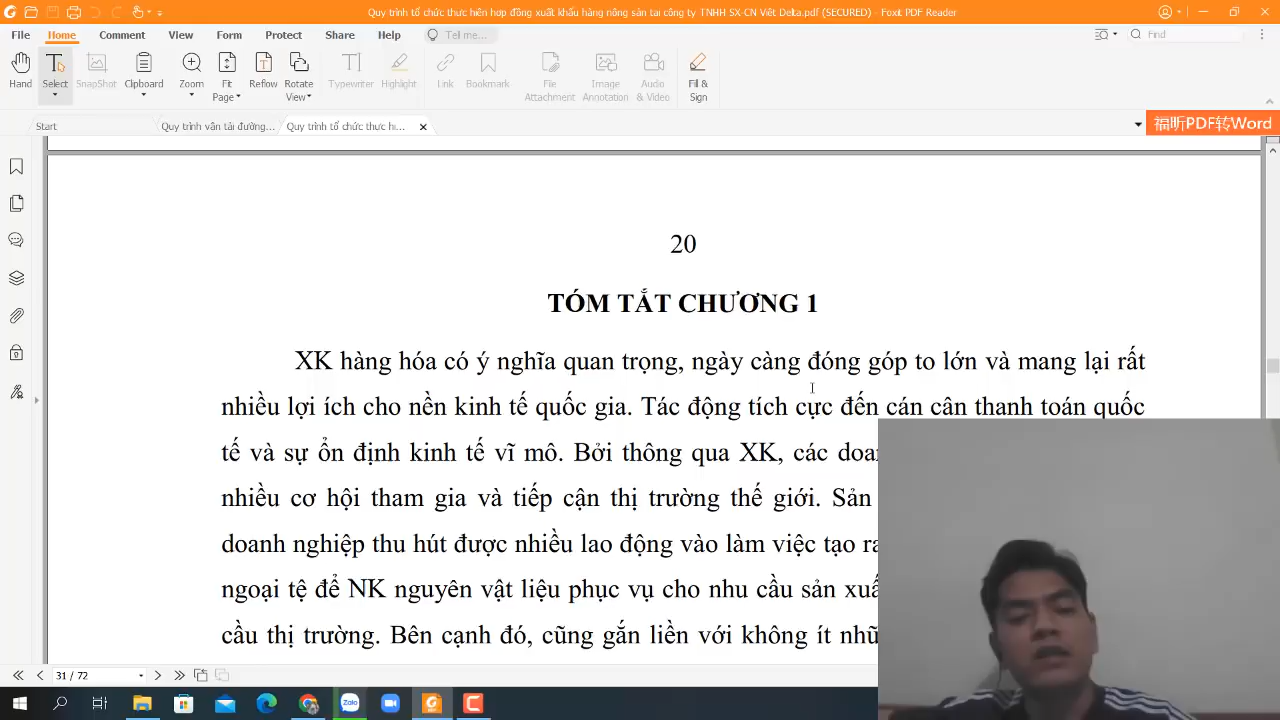 Quy trình tổ chức thực hiên hợp đồng xuất khẩu hàng nông sản tại công ty TNHH SX-CN Viêt Delta.pdf (SECURED) - Foxit PDF Reader
File Home Comment View Form Protect Share Help Tell me... Find
Hand Select SnapShot Clipboard Zoom Fit Page Reflow Rotate View Typewriter Highlight Link Bookmark File Attachment Image Annotation Audio & Video Fill & Sign
Start Quy trình vận tải đường... Quy trình tổ chức thực hi... 福昕PDF转Word
20
TÓM TẮT CHƯƠNG 1
XK hàng hóa có ý nghĩa quan trọng, ngày càng đóng góp to lớn và mang lại rất
nhiều lợi ích cho nền kinh tế quốc gia. Tác động tích cực đến cán cân thanh toán quốc
tế và sự ổn định kinh tế vĩ mô. Bởi thông qua XK, các
nhiều cơ hội tham gia và tiếp cận thị trường thế giới. Sản
doanh nghiệp thu hút được nhiều lao động vào làm việc tạo
ngoại tệ để NK nguyên vật liệu phục vụ cho nhu cầu sản
cầu thị trường. Bên cạnh đó, cũng gắn liền với không ít
31 / 72
Zalo